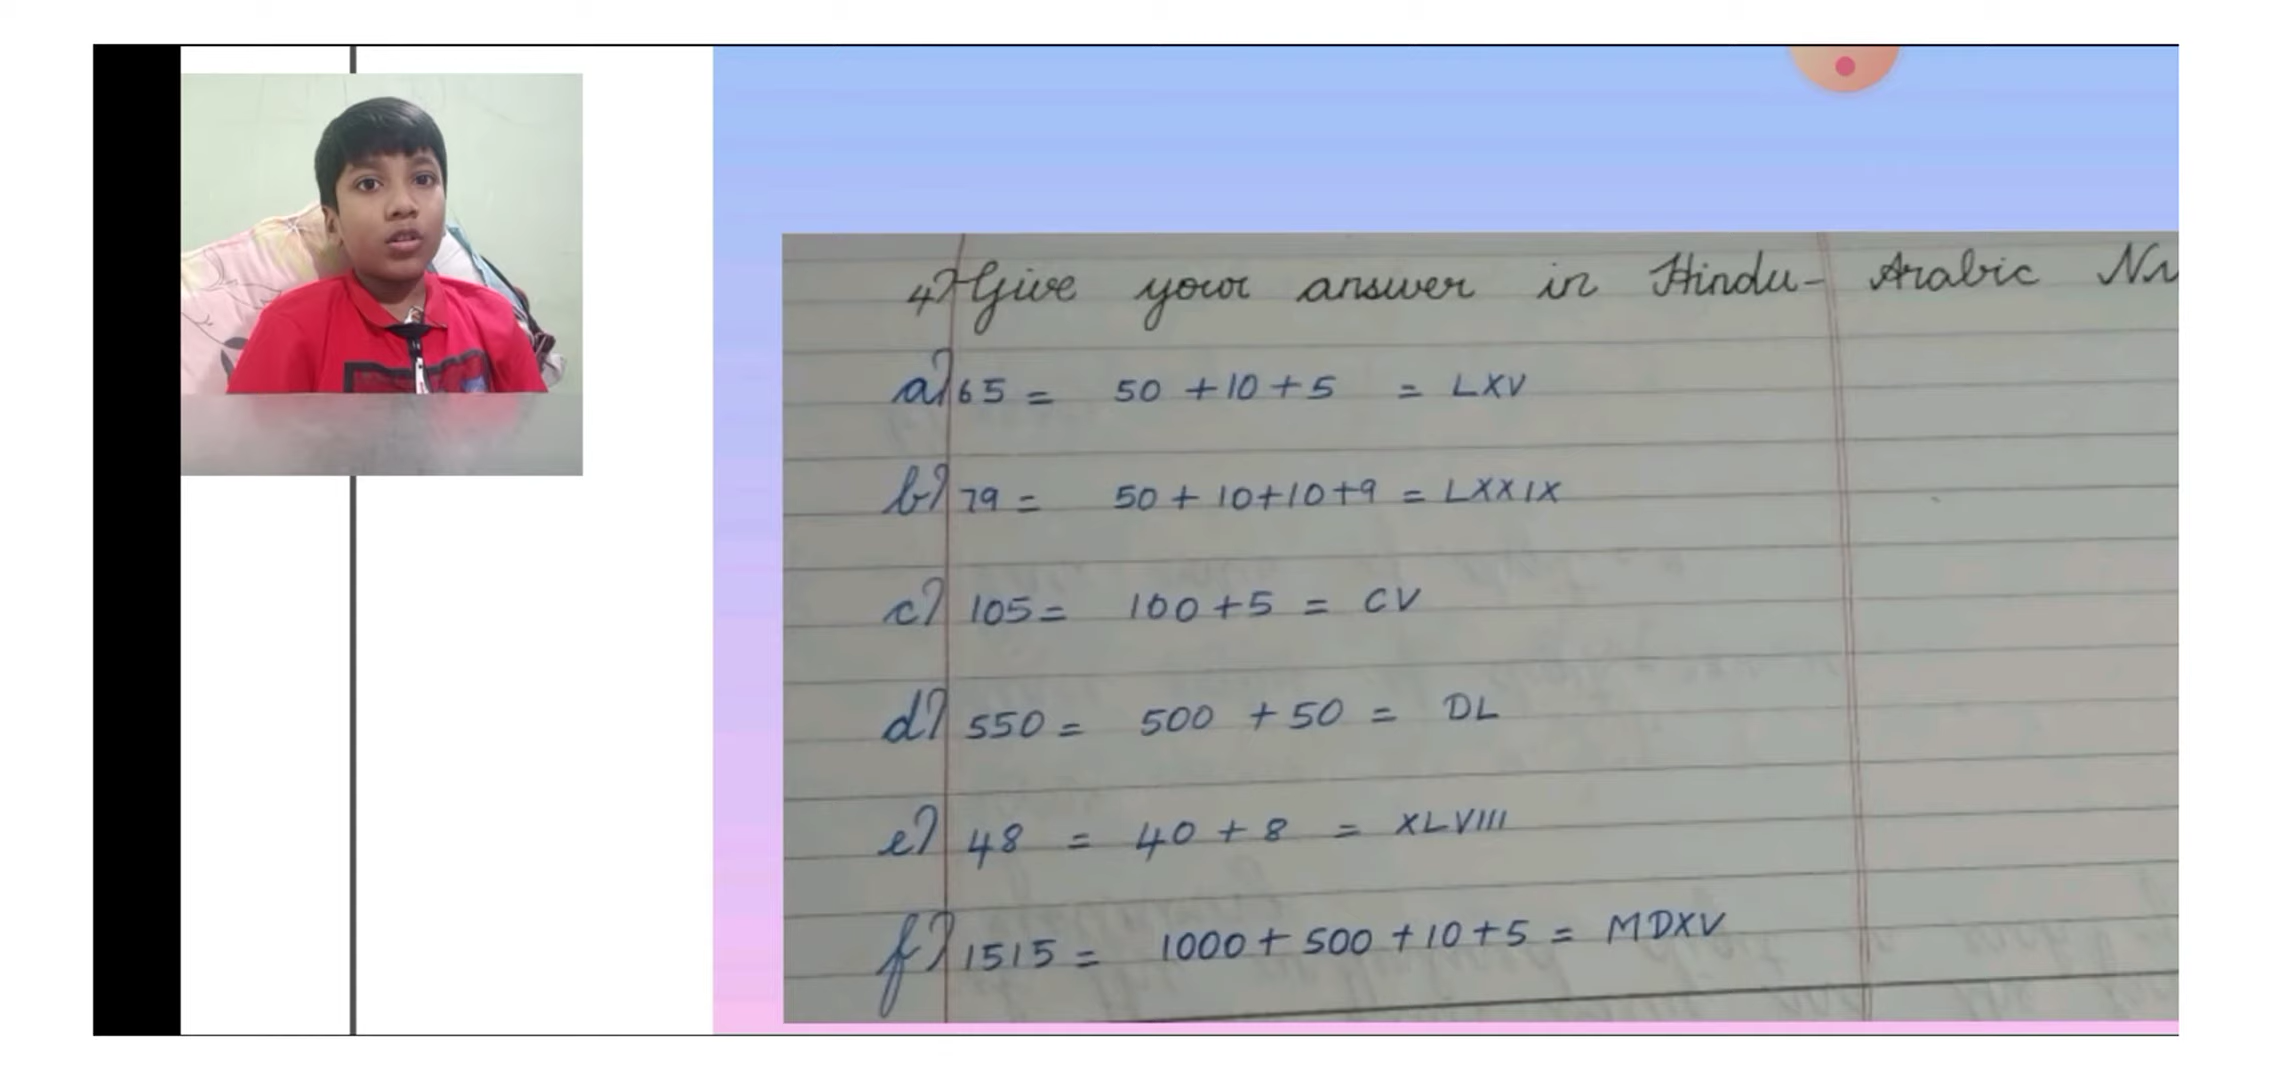 4) Give your answer in Hindu- Arabic
a) 65 = 50 + 10 + 5 = LXV
b) 79 = 50 + 10 + 10 + 9 = LXXIX
c) 105 = 100 + 5 = CV
d) 550 = 500 + 50 = DL
e) 48 = 40 + 8 = XLVIII
f) 1515 = 1000 + 500 + 10 + 5 = MDXV